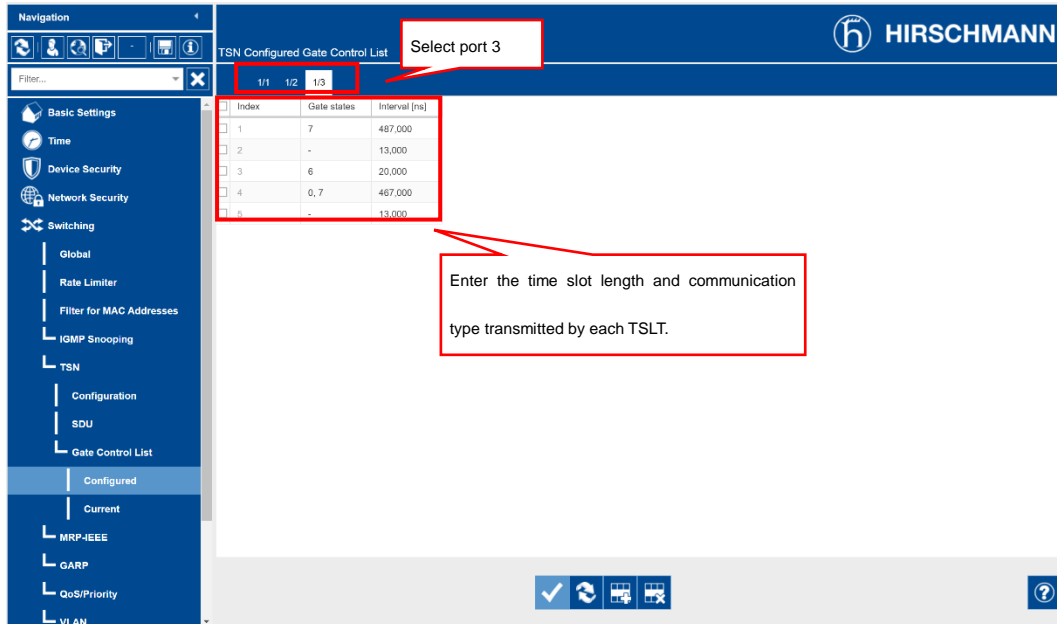 Navigation
HIRSCHMANN
TSN Configured Gate Control List
Select port 3
Filter...
1/1 1/2 1/3
Index Gate states Interval [ns]
1 7 487,000
2 - 13,000
3 6 20,000
4 0, 7 467,000
5 - 13,000
Basic Settings
Time
Device Security
Network Security
Switching
Global
Rate Limiter
Filter for MAC Addresses
IGMP Snooping
TSN
Configuration
SDU
Gate Control List
Configured
Current
MRP-IEEE
GARP
QoS/Priority
VLAN
Enter the time slot length and communication
type transmitted by each TSLT.